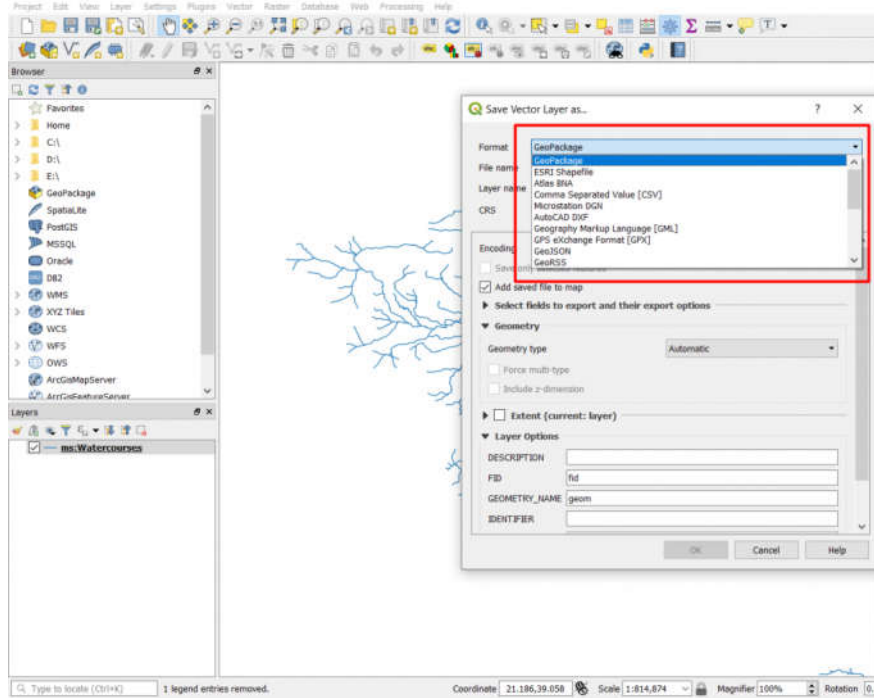 Project Edit View Layer Settings Plugins Vector Raster Database Web Processing Help
Browser
Favorites
Home
C:\
D:\
E:\
GeoPackage
SpatiaLite
PostGIS
MSSQL
Oracle
DB2
WMS
XYZ Tiles
WCS
WFS
OWS
ArcGisMapServer
ArcGisFeatureServer
Layers
ms:Watercourses
Save Vector Layer as...
Format GeoPackage
GeoPackage
File name
ESRI Shapefile
Atlas BNA
Layer name
Comma Separated Value [CSV]
Microstation DGN
CRS
AutoCAD DXF
Geography Markup Language [GML]
GPS eXchange Format [GPX]
Encoding
GeoJSON
GeoRSS
Save only selected features
Add saved file to map
Select fields to export and their export options
Geometry
Geometry type Automatic
Force multi-type
Include z-dimension
Extent (current: layer)
Layer Options
DESCRIPTION
FID fid
GEOMETRY_NAME geom
IDENTIFIER
OK Cancel Help
Type to locate (Ctrl+K) 1 legend entries removed. Coordinate 21.186,39.058 Scale 1:814,874 Magnifier 100% Rotation 0.